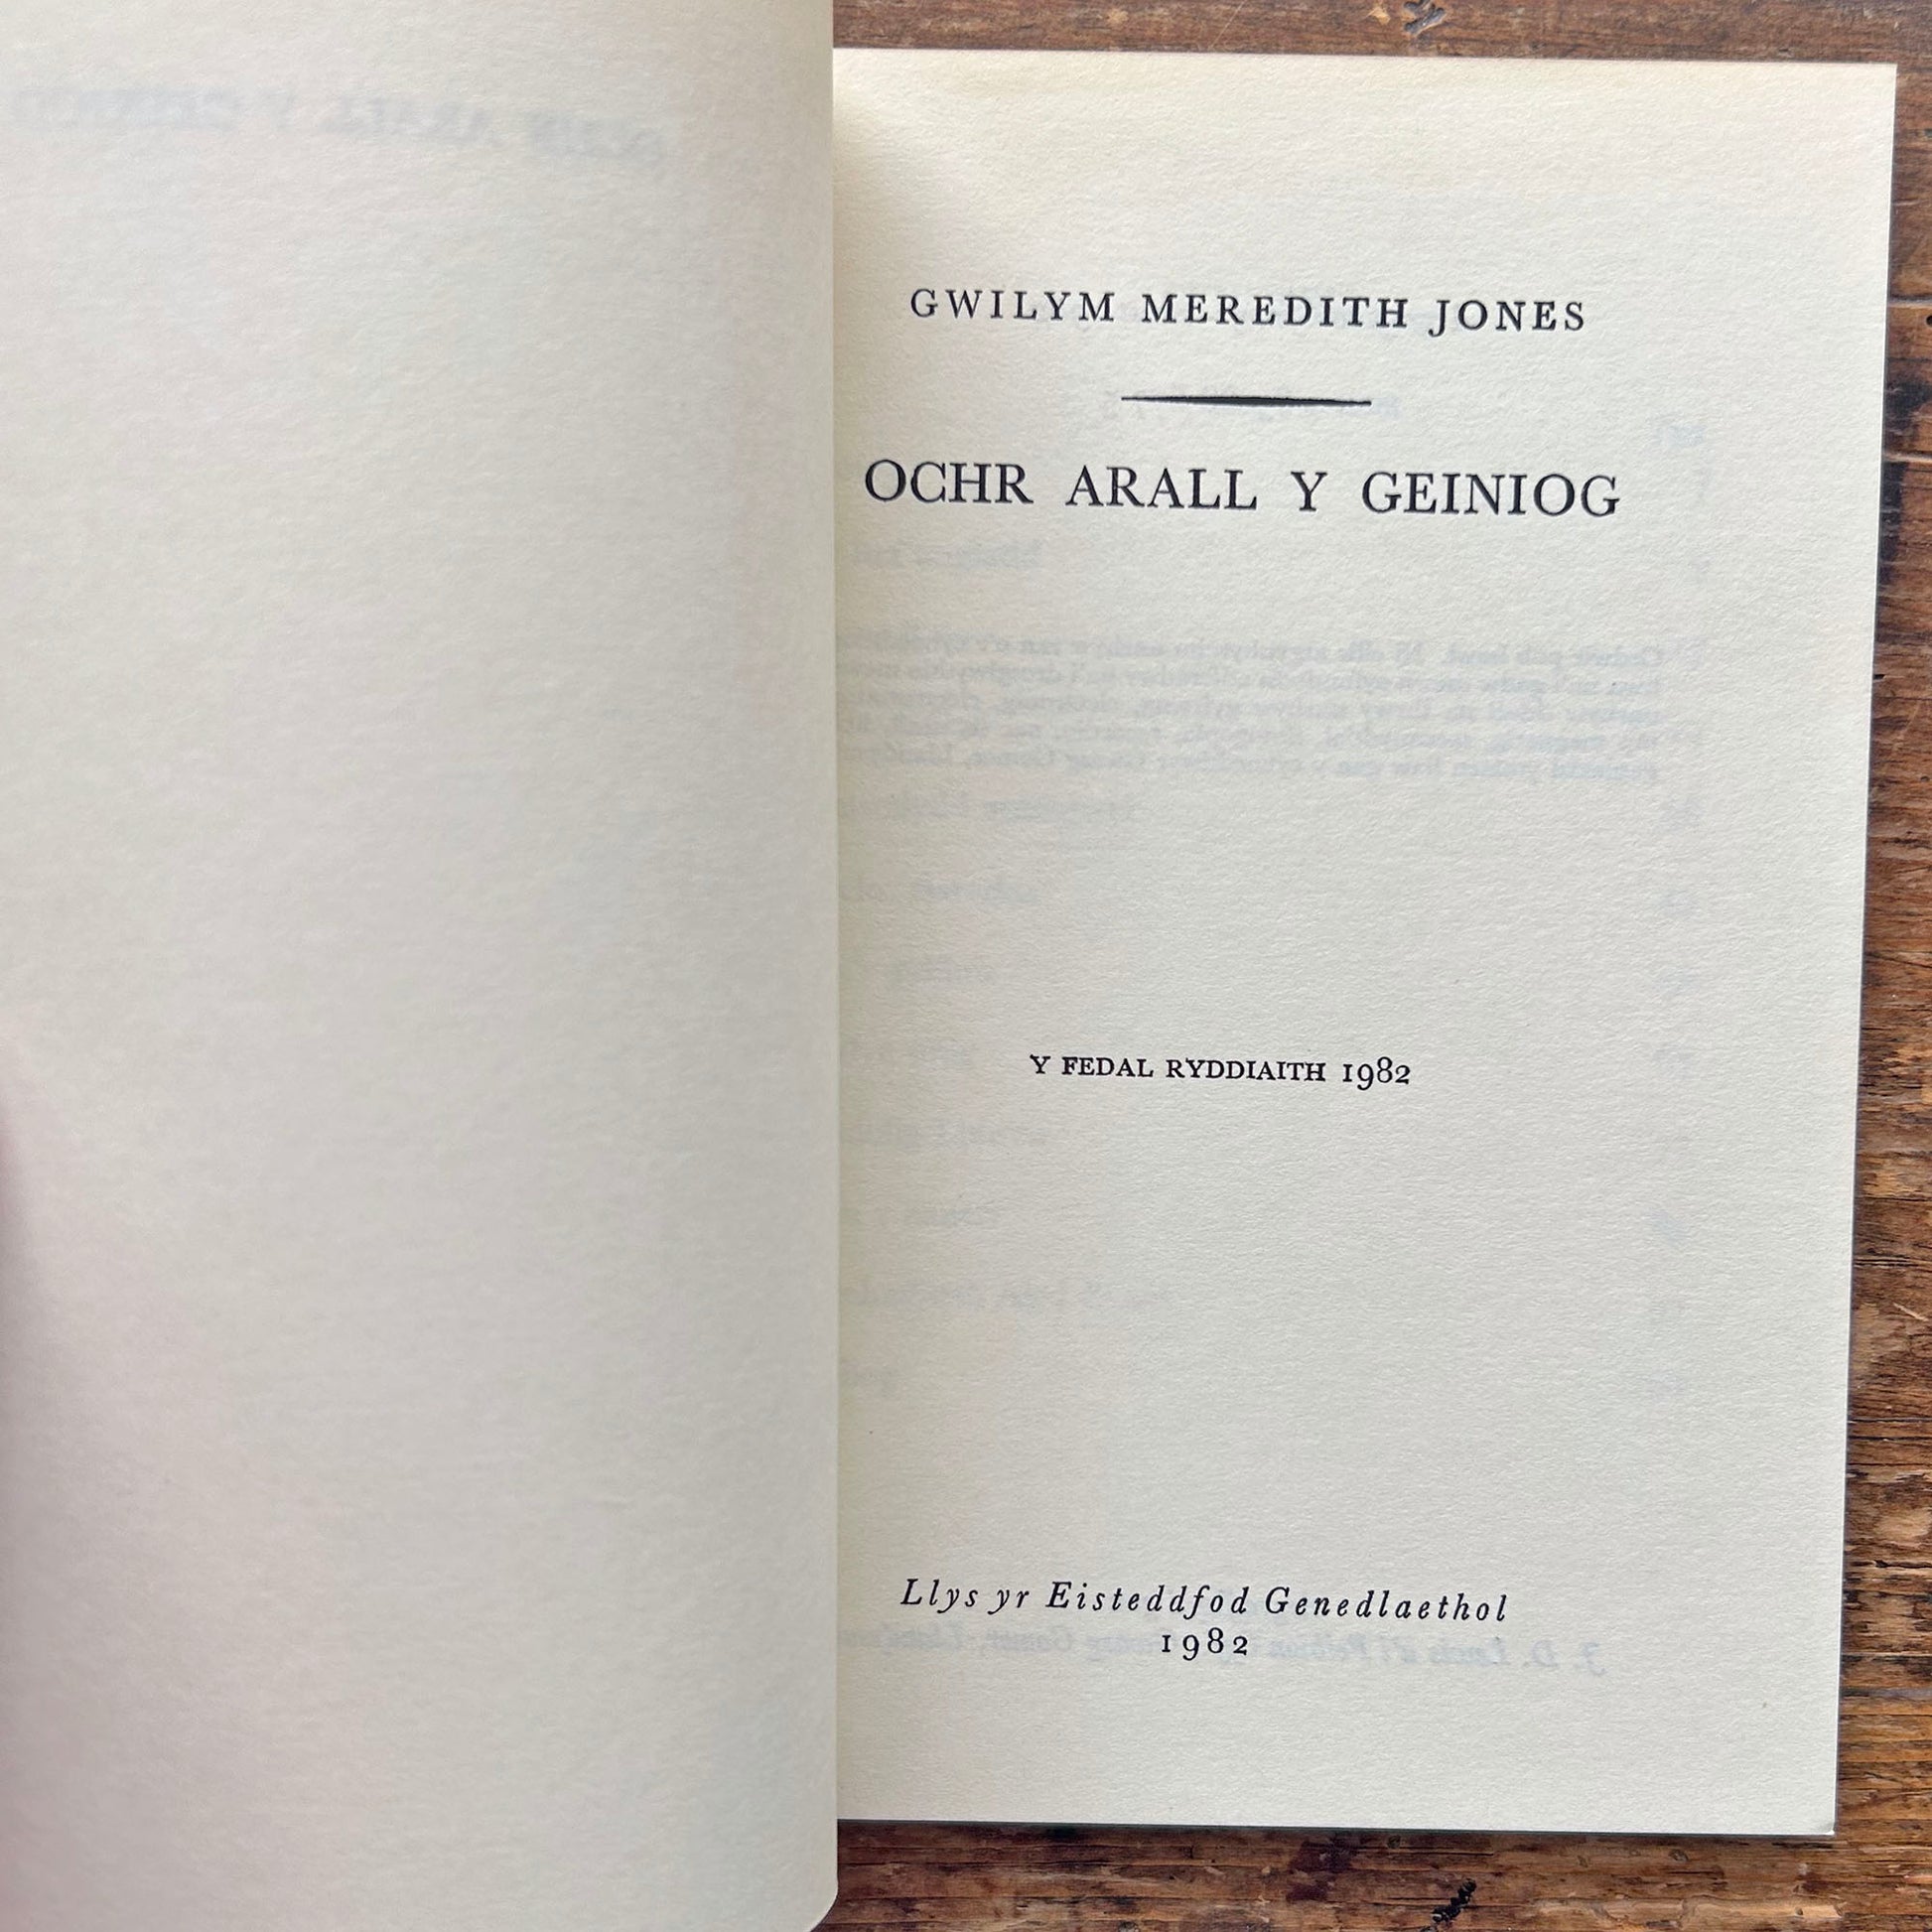 GWILYM MEREDITH JONES
OCHR ARALL Y GEINIOG
Y FEDAL RYDDIAITH 1982
Llys yr Eisteddfod Genedlaethol
1982